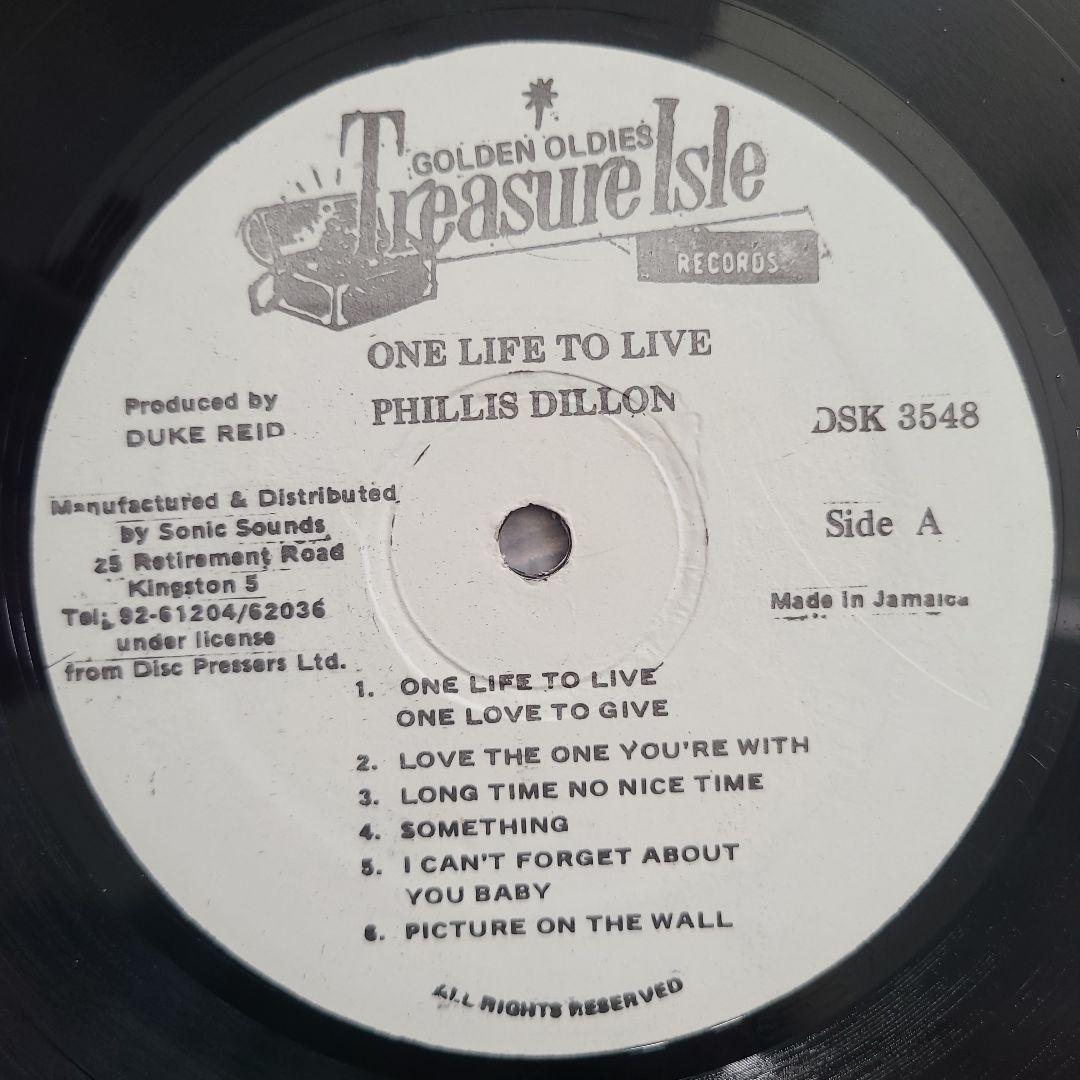 GOLDEN OLDIES
Treasure Isle
RECORDS
ONE LIFE TO LIVE
PHILLIS DILLON
Produced by
DUKE REID
DSK 3548
Manufactured & Distributed
by Sonic Sounds
25 Retirement Road
Kingston 5
Tel: 92-61204/62036
under license
from Disc Pressers Ltd.
Side A
Made in Jamaica
1. ONE LIFE TO LIVE
ONE LOVE TO GIVE
2. LOVE THE ONE YOU'RE WITH
3. LONG TIME NO NICE TIME
4. SOMETHING
5. I CAN'T FORGET ABOUT
YOU BABY
6. PICTURE ON THE WALL
ALL RIGHTS RESERVED